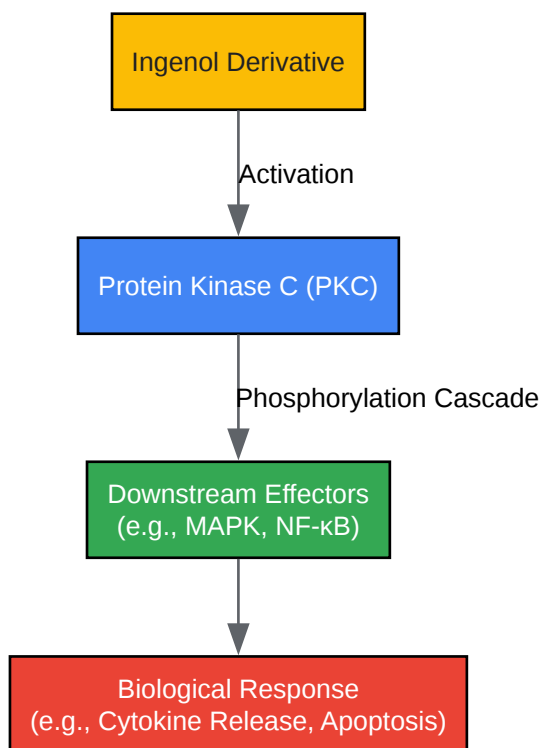 Ingenol Derivative
Activation
Protein Kinase C (PKC)
Phosphorylation Cascade
Downstream Effectors
(e.g., MAPK, NF-κB)
Biological Response
(e.g., Cytokine Release, Apoptosis)